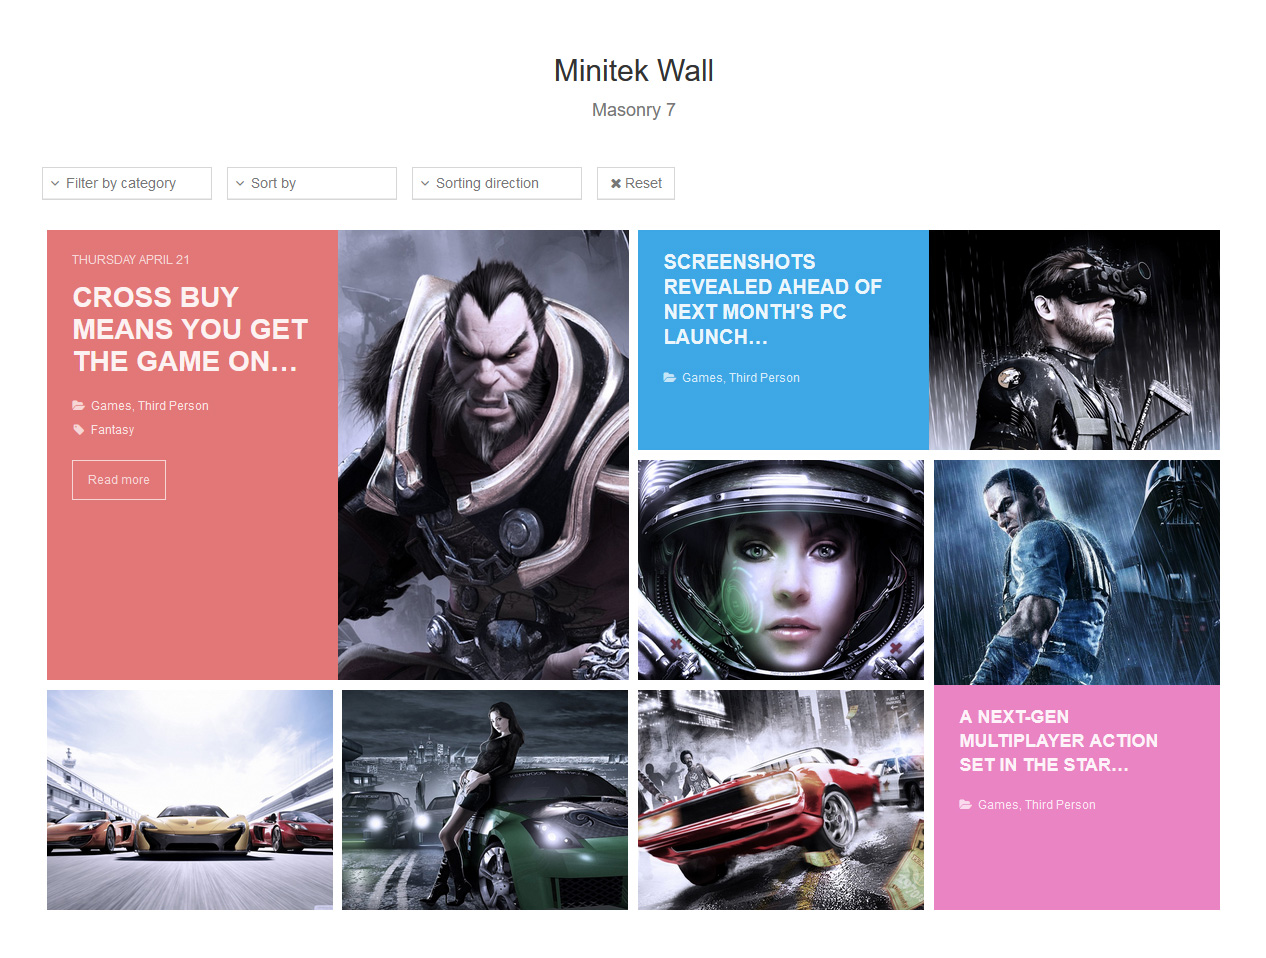 Minitek Wall
Masonry 7
Filter by category
Sort by
Sorting direction
Reset
THURSDAY APRIL 21
CROSS BUY
MEANS YOU GET
THE GAME ON...
Games, Third Person
Fantasy
Read more
SCREENSHOTS
REVEALED AHEAD OF
NEXT MONTH'S PC
LAUNCH...
Games, Third Person
A NEXT-GEN
MULTIPLAYER ACTION
SET IN THE STAR...
Games, Third Person